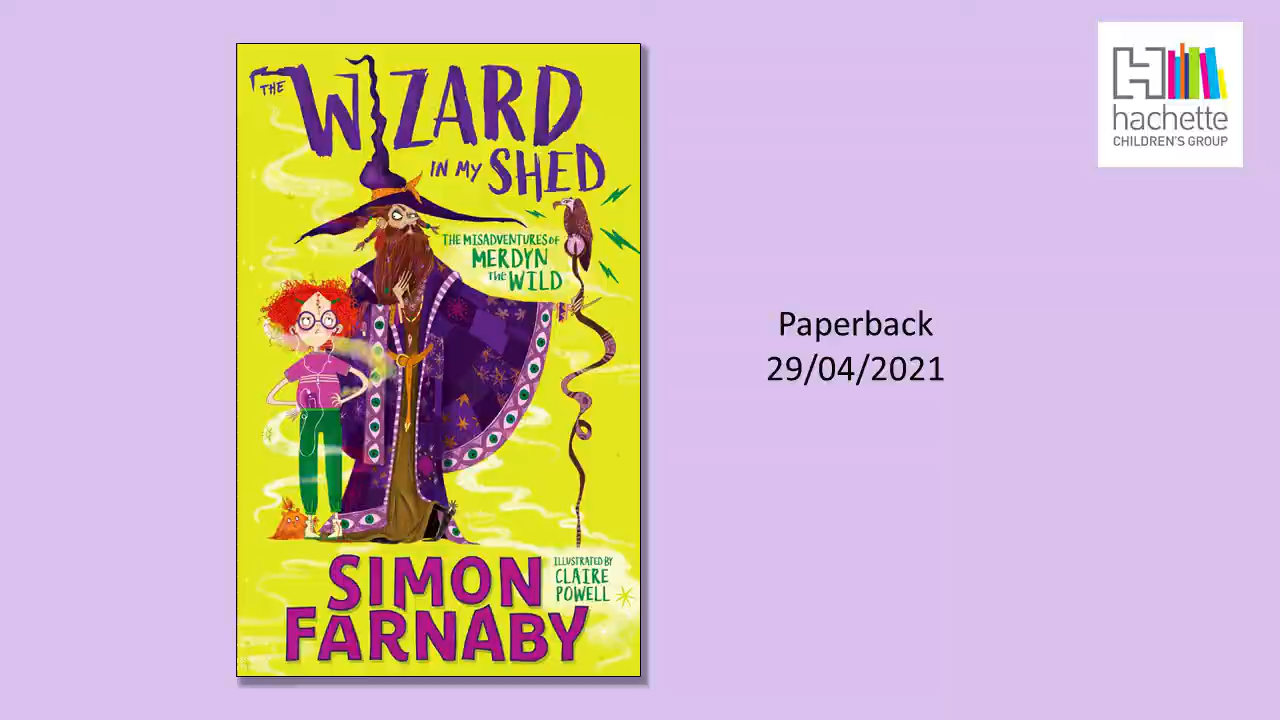 THE WIZARD
IN MY SHED
THE MISADVENTURES OF
MERDYN
THE WILD
SIMON
FARNABY
ILLUSTRATED BY
CLAIRE
POWELL
Paperback
29/04/2021
hachette
CHILDREN'S GROUP